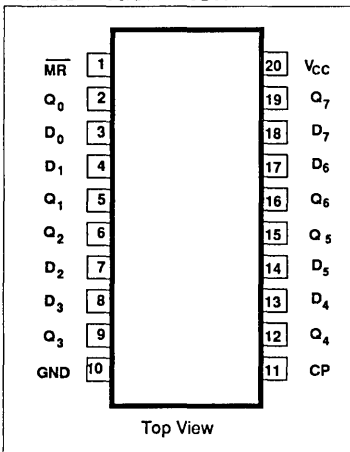 MR 1 20 VCC
Q0 2 19 Q7
D0 3 18 D7
D1 4 17 D6
Q1 5 16 Q6
Q2 6 15 Q5
D2 7 14 D5
D3 8 13 D4
Q3 9 12 Q4
GND 10 11 CP
Top View